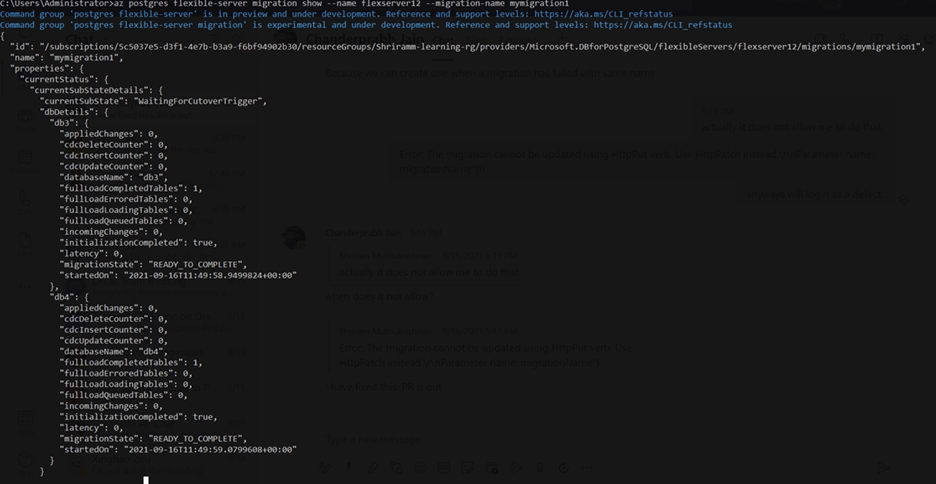 C:\Users\Administrator>az postgres flexible-server migration show --name flexserver12 --migration-name mymigration1
Command group 'postgres flexible-server' is in preview and under development. Reference and support levels: https://aka.ms/CLI_refstatus
Command group 'postgres flexible-server migration' is experimental and under development. Reference and support levels: https://aka.ms/CLI_refstatus
{
"id": "/subscriptions/5c5037e5-d3f1-4e7b-b3a9-f6bf94902b30/resourceGroups/Shriramm-learning-rg/providers/Microsoft.DBforPostgreSQL/flexibleServers/flexserver12/migrations/mymigration1",
"name": "mymigration1",
"properties": {
"currentStatus": {
"currentSubStateDetails": {
"currentSubState": "WaitingForCutoverTrigger",
"dbDetails": {
"db3": {
"appliedChanges": 0,
"cdcDeleteCounter": 0,
"cdcInsertCounter": 0,
"cdcUpdateCounter": 0,
"databaseName": "db3",
"fullLoadCompletedTables": 1,
"fullLoadErroredTables": 0,
"fullLoadLoadingTables": 0,
"fullLoadQueuedTables": 0,
"incomingChanges": 0,
"initializationCompleted": true,
"latency": 0,
"migrationState": "READY_TO_COMPLETE",
"startedOn": "2021-09-16T11:49:58.9499824+00:00"
},
"db4": {
"appliedChanges": 0,
"cdcDeleteCounter": 0,
"cdcInsertCounter": 0,
"cdcUpdateCounter": 0,
"databaseName": "db4",
"fullLoadCompletedTables": 1,
"fullLoadErroredTables": 0,
"fullLoadLoadingTables": 0,
"fullLoadQueuedTables": 0,
"incomingChanges": 0,
"initializationCompleted": true,
"latency": 0,
"migrationState": "READY_TO_COMPLETE",
"startedOn": "2021-09-16T11:49:59.0799608+00:00"
}
}